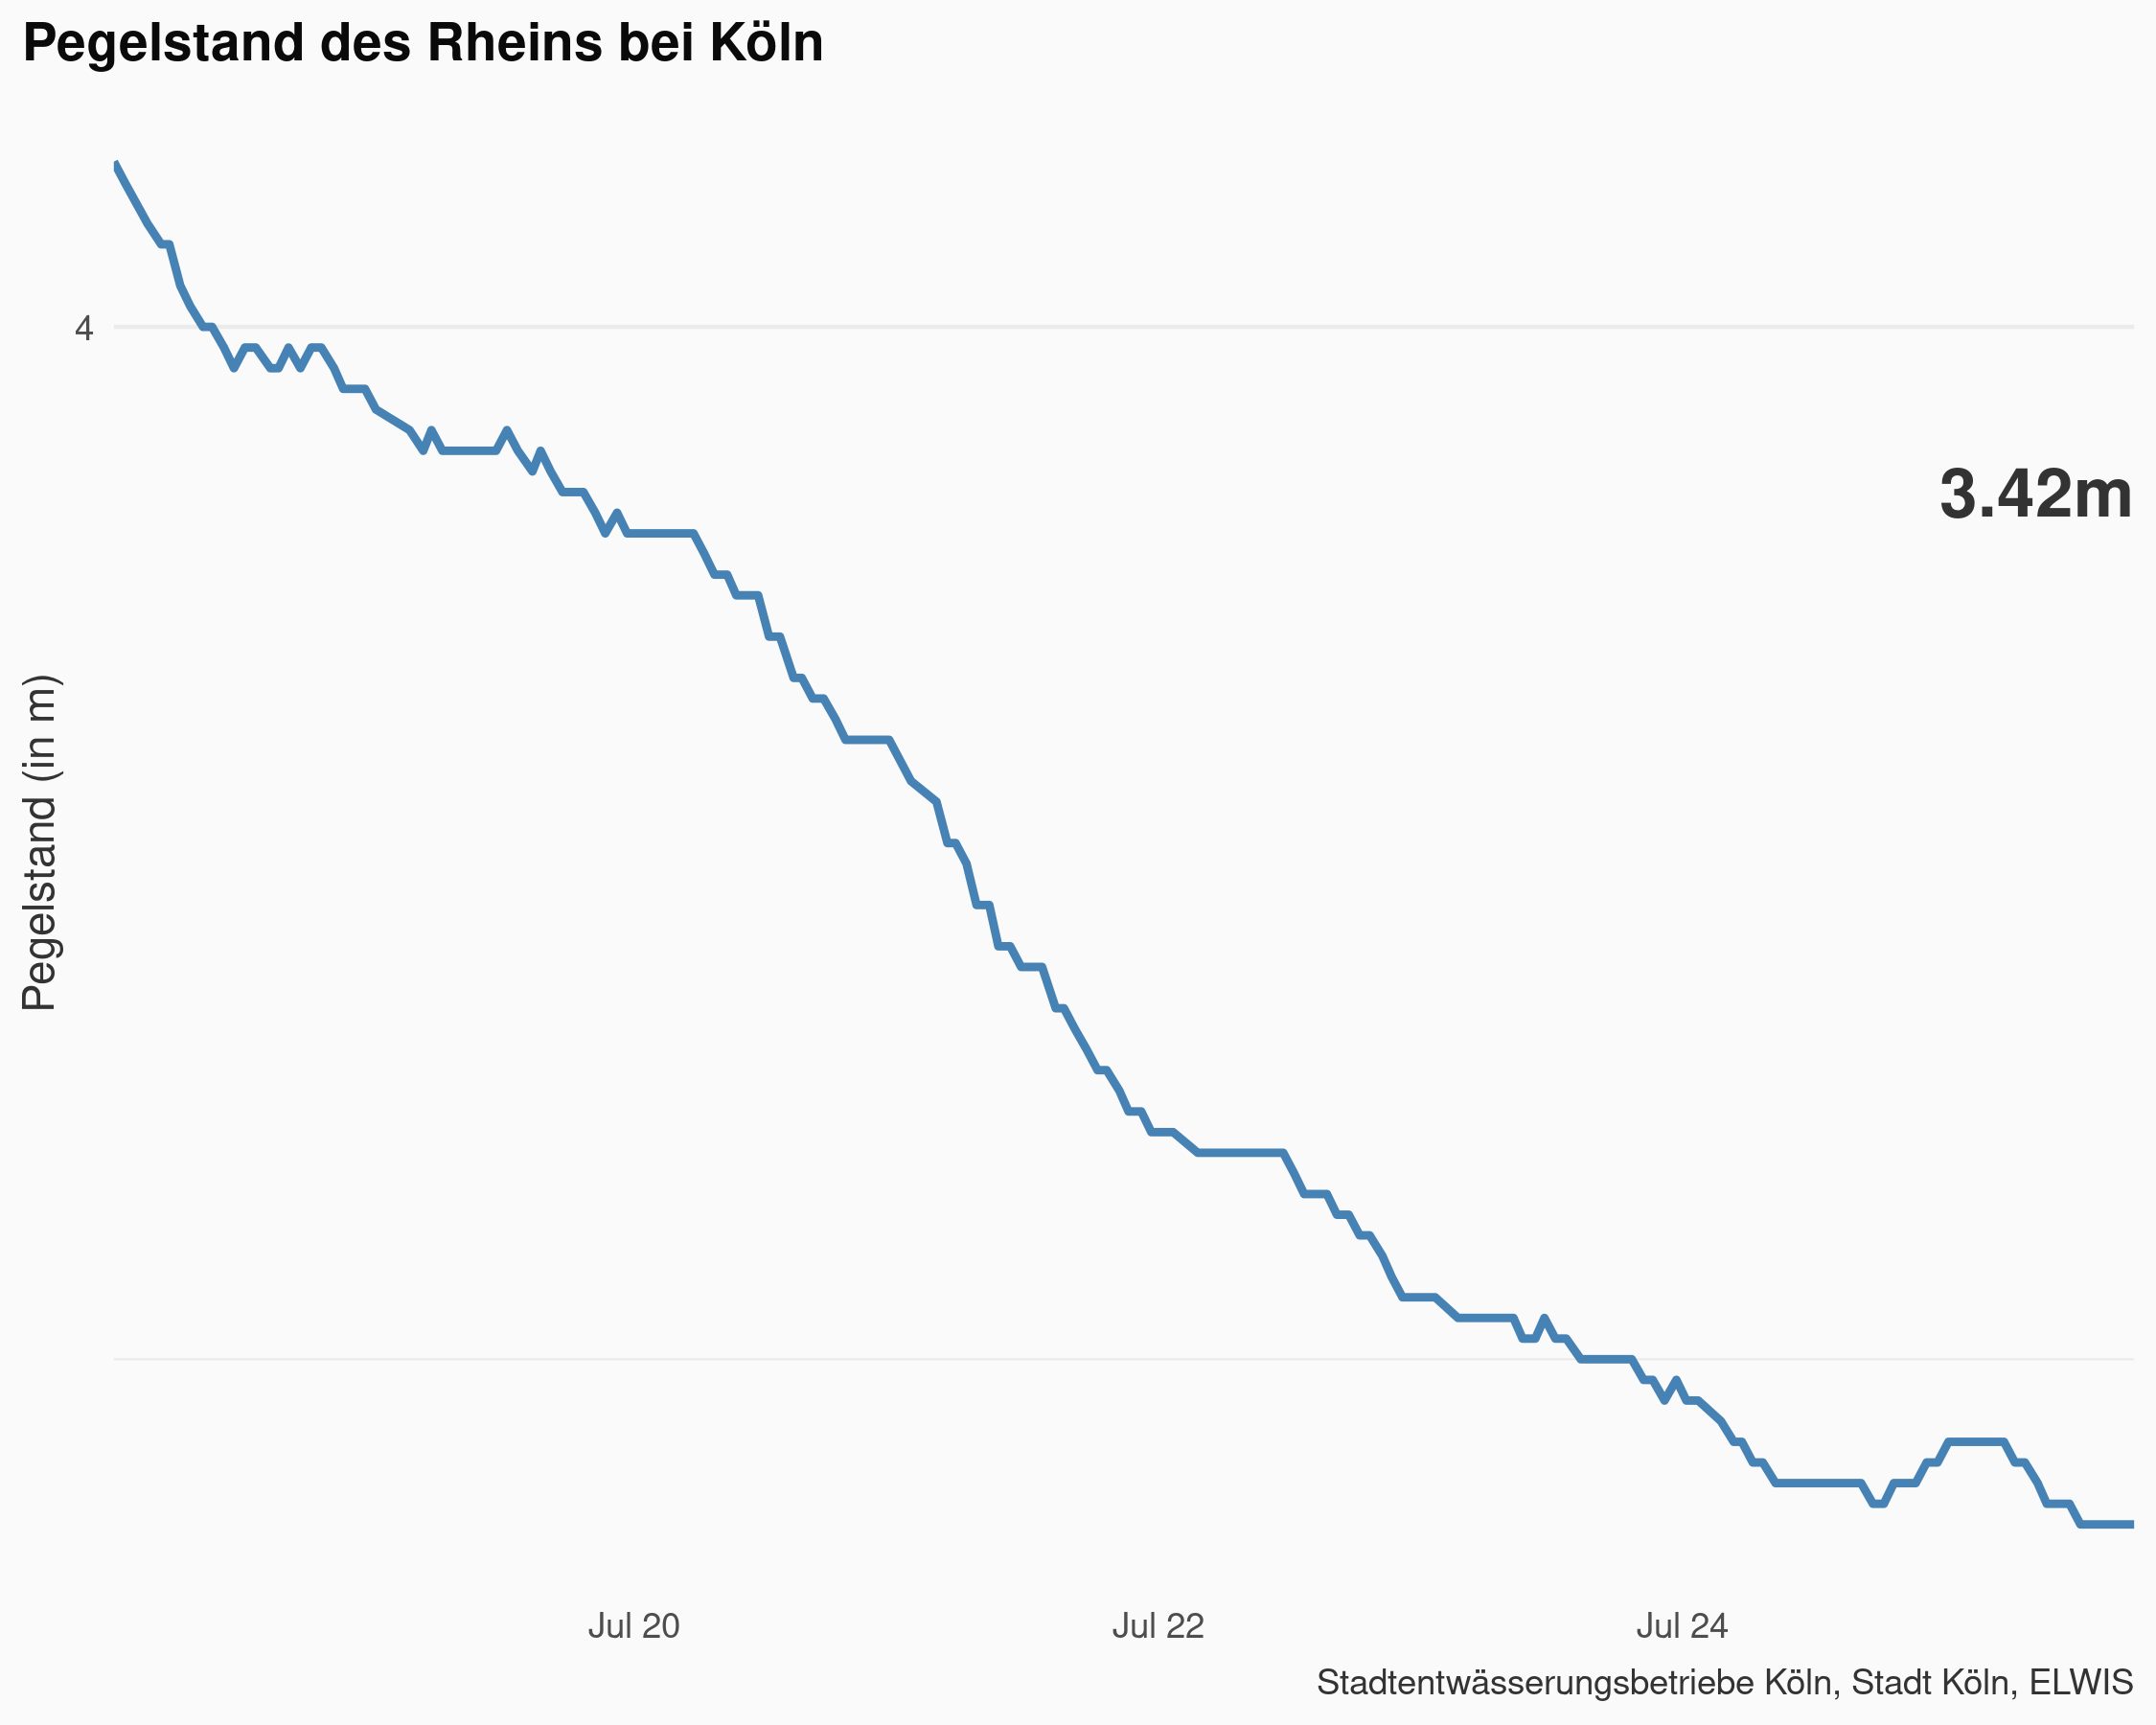 Pegelstand des Rheins bei Köln
4
3.42m
Pegelstand (in m)
Jul 20
Jul 22
Jul 24
Stadtentwässerungsbetriebe Köln, Stadt Köln, ELWIS